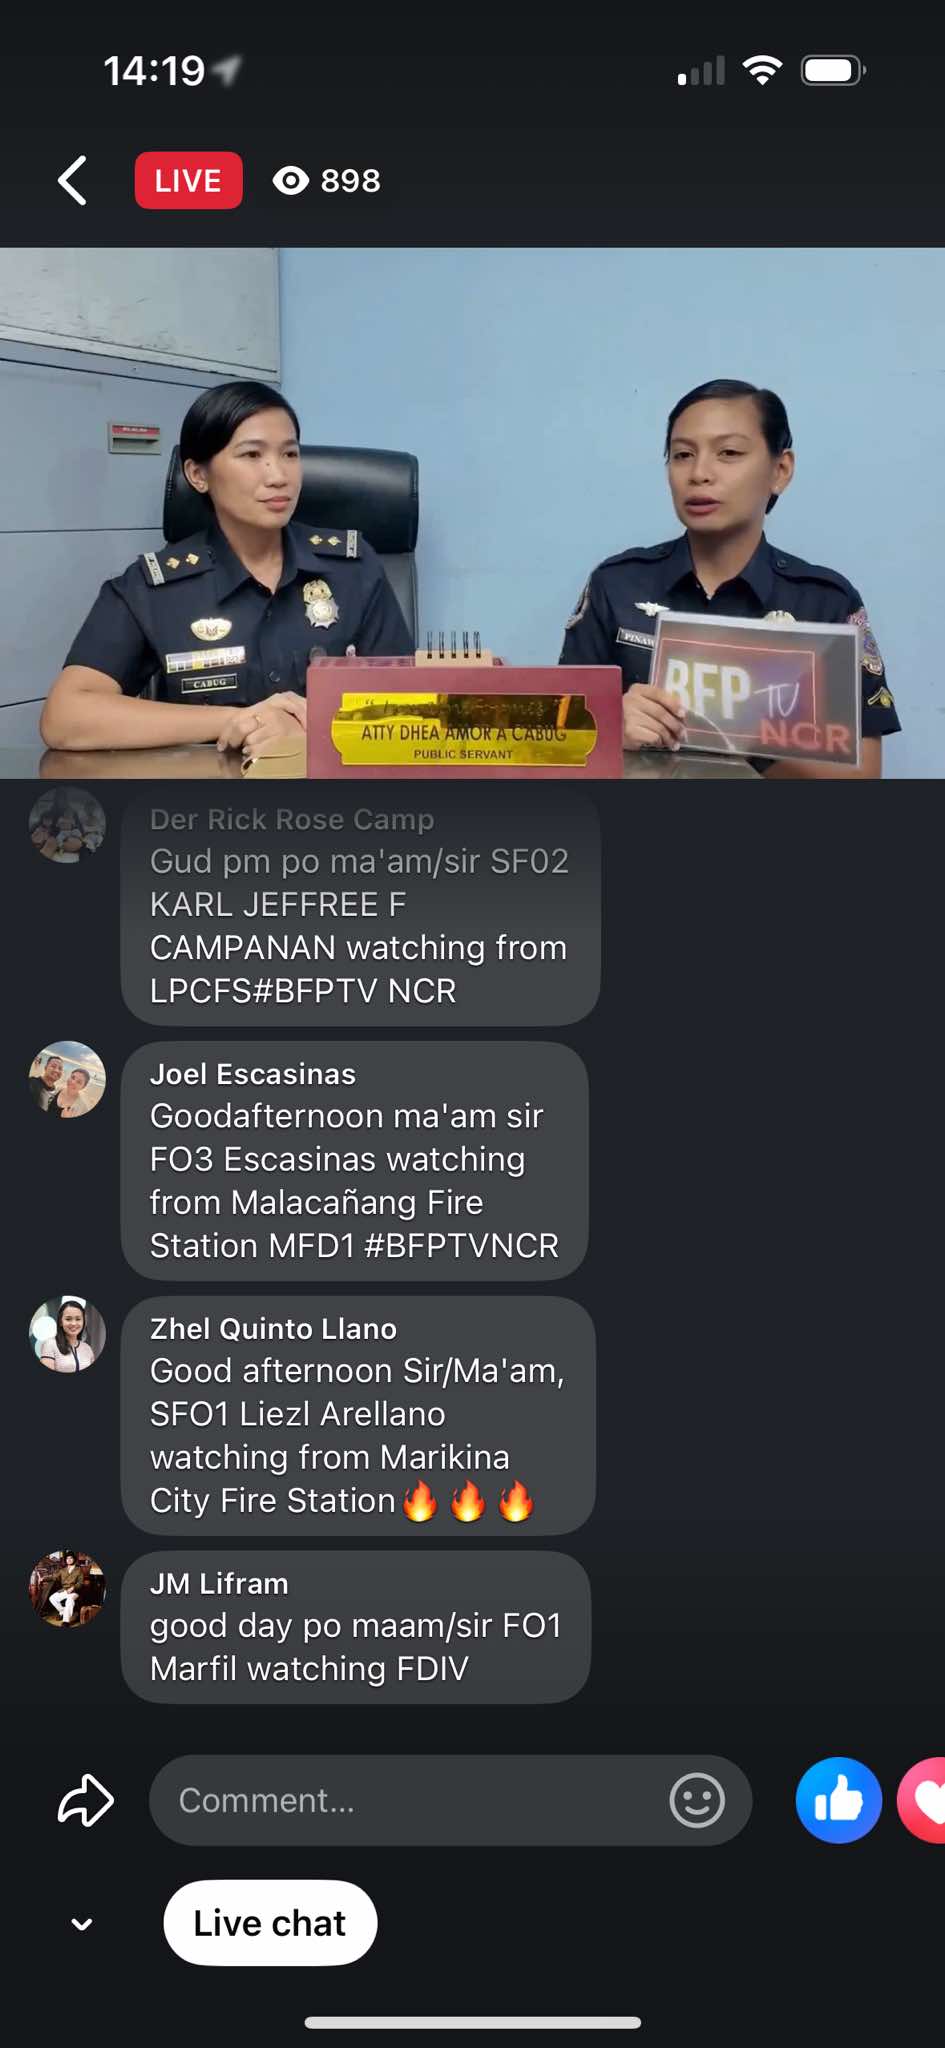 14:19
LIVE 898
CABUG
BFP TV
NCR
ATTY DHEA AMOR A CABUG
PUBLIC SERVANT
Der Rick Rose Camp
Gud pm po ma'am/sir SF02
KARL JEFFREE F
CAMPANAN watching from
LPCFS#BFPTV NCR
Joel Escasinas
Goodafternoon ma'am sir
FO3 Escasinas watching
from Malacañang Fire
Station MFD1 #BFPTVNCR
Zhel Quinto Llano
Good afternoon Sir/Ma'am,
SFO1 Liezl Arellano
watching from Marikina
City Fire Station🔥🔥🔥
JM Lifram
good day po maam/sir FO1
Marfil watching FDIV
Comment...
Live chat